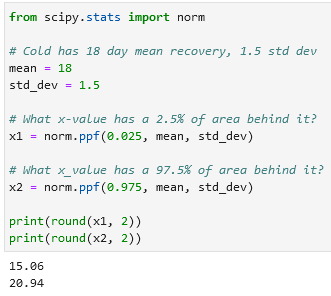 from scipy.stats import norm
# Cold has 18 day mean recovery, 1.5 std dev
mean = 18
std_dev = 1.5
# What x-value has a 2.5% of area behind it?
x1 = norm.ppf(0.025, mean, std_dev)
# What x_value has a 97.5% of area behind it?
x2 = norm.ppf(0.975, mean, std_dev)
print(round(x1, 2))
print(round(x2, 2))
15.06
20.94